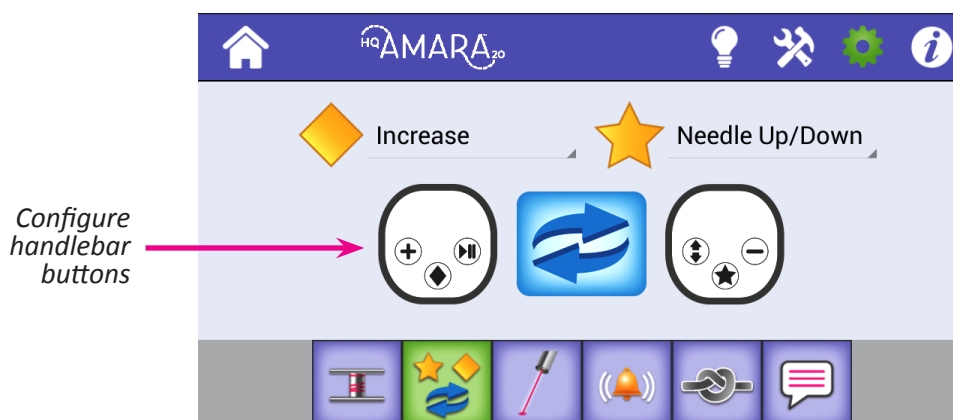 HQ AMARA 20
Increase
Needle Up/Down
Configure
handlebar
buttons